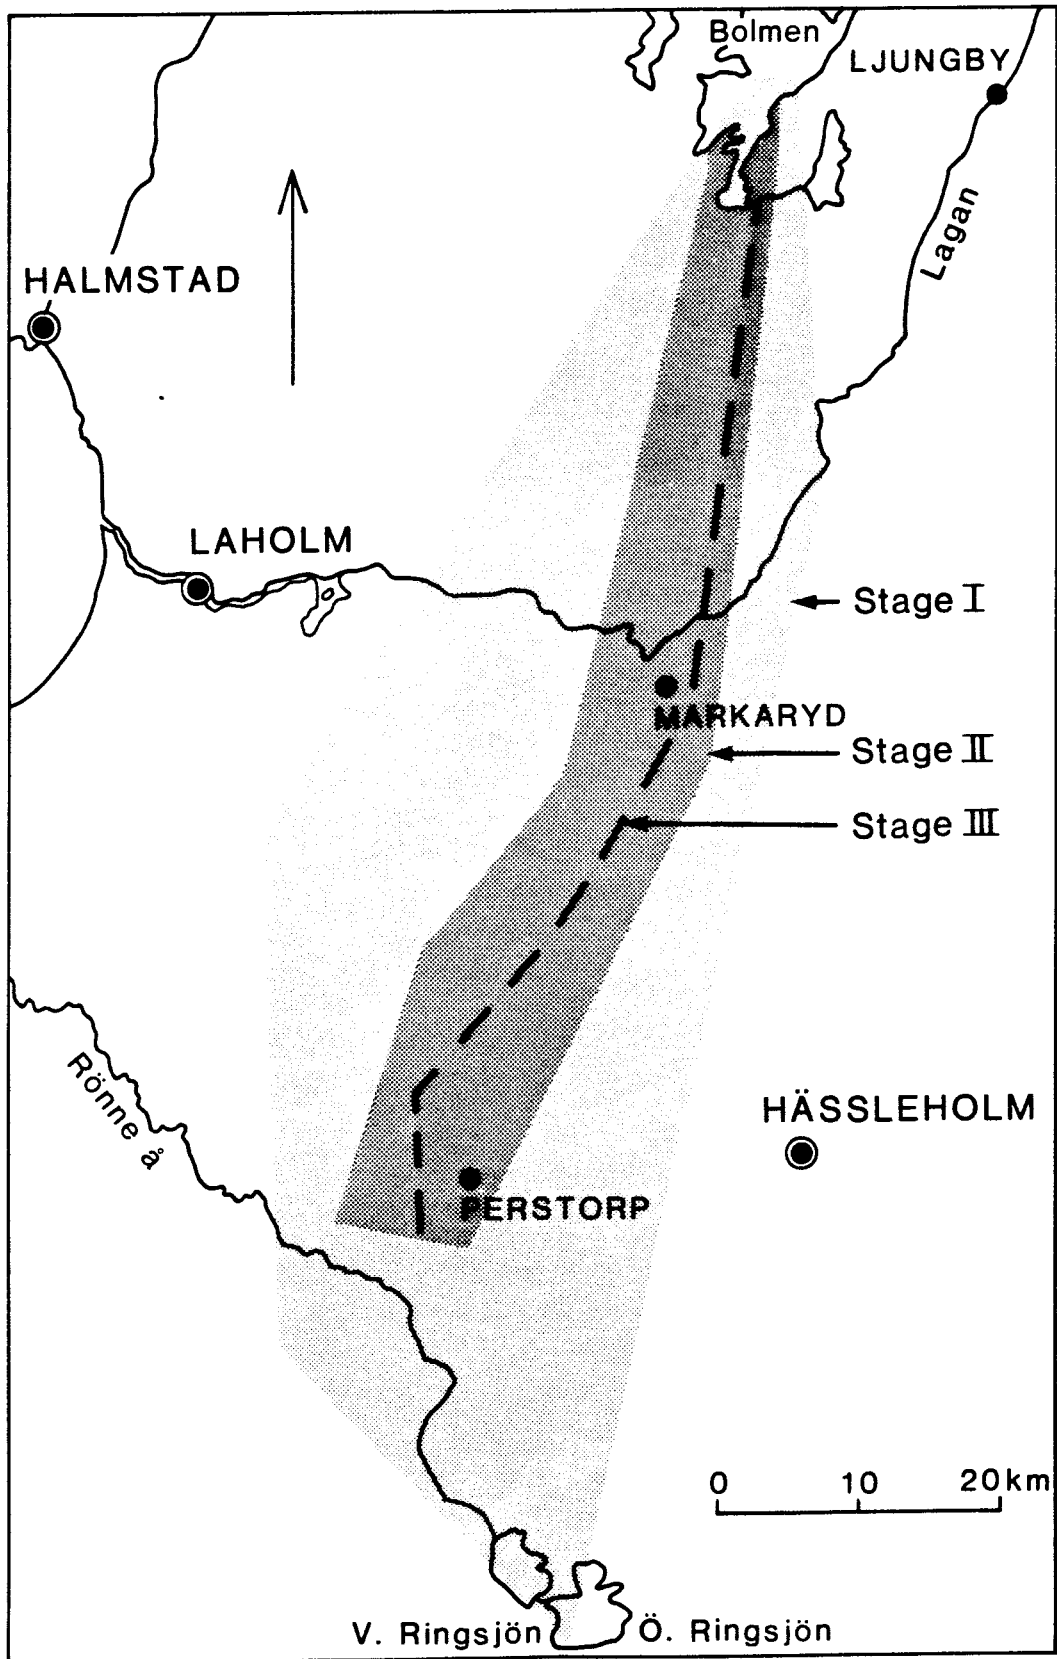 Bolmen
LJUNGBY
Lagan
HALMSTAD
LAHOLM
Stage I
MARKARYD
Stage II
Stage III
Rönne å
HÄSSLEHOLM
PERSTORP
0 10 20km
V. Ringsjön Ö. Ringsjön